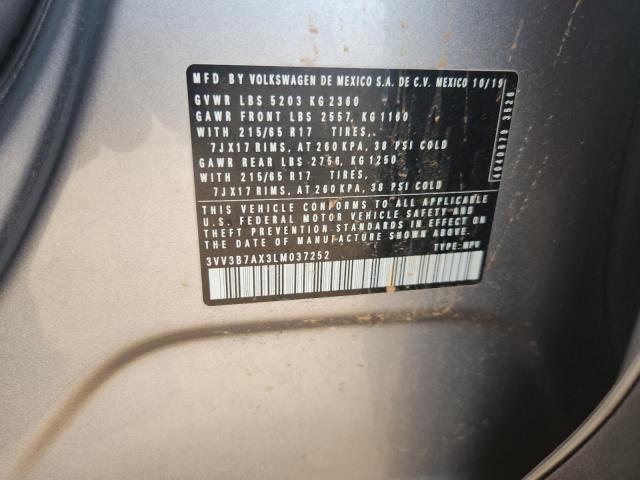 MFD BY VOLKSWAGEN DE MEXICO S.A. DE C.V. MEXICO 10/19
GVWR LBS 5203 KG 2360
GAWR FRONT LBS 2557, KG 1160
WITH 215/65 R17 TIRES,.
7JX17 RIMS, AT 260 KPA, 38 PSI COLD
GAWR REAR LBS 2756, KG 1250
WITH 215/65 R17 TIRES,
7JX17 RIMS, AT 260 KPA, 38 PSI COLD
THIS VEHICLE CONFORMS TO ALL APPLICABLE
U.S. FEDERAL MOTOR VEHICLE SAFETY AND
THEFT PREVENTION STANDARDS IN EFFECT ON
THE DATE OF MANUFACTURE SHOWN ABOVE.
TYPE: MPV
3VV3B7AX3LM037252